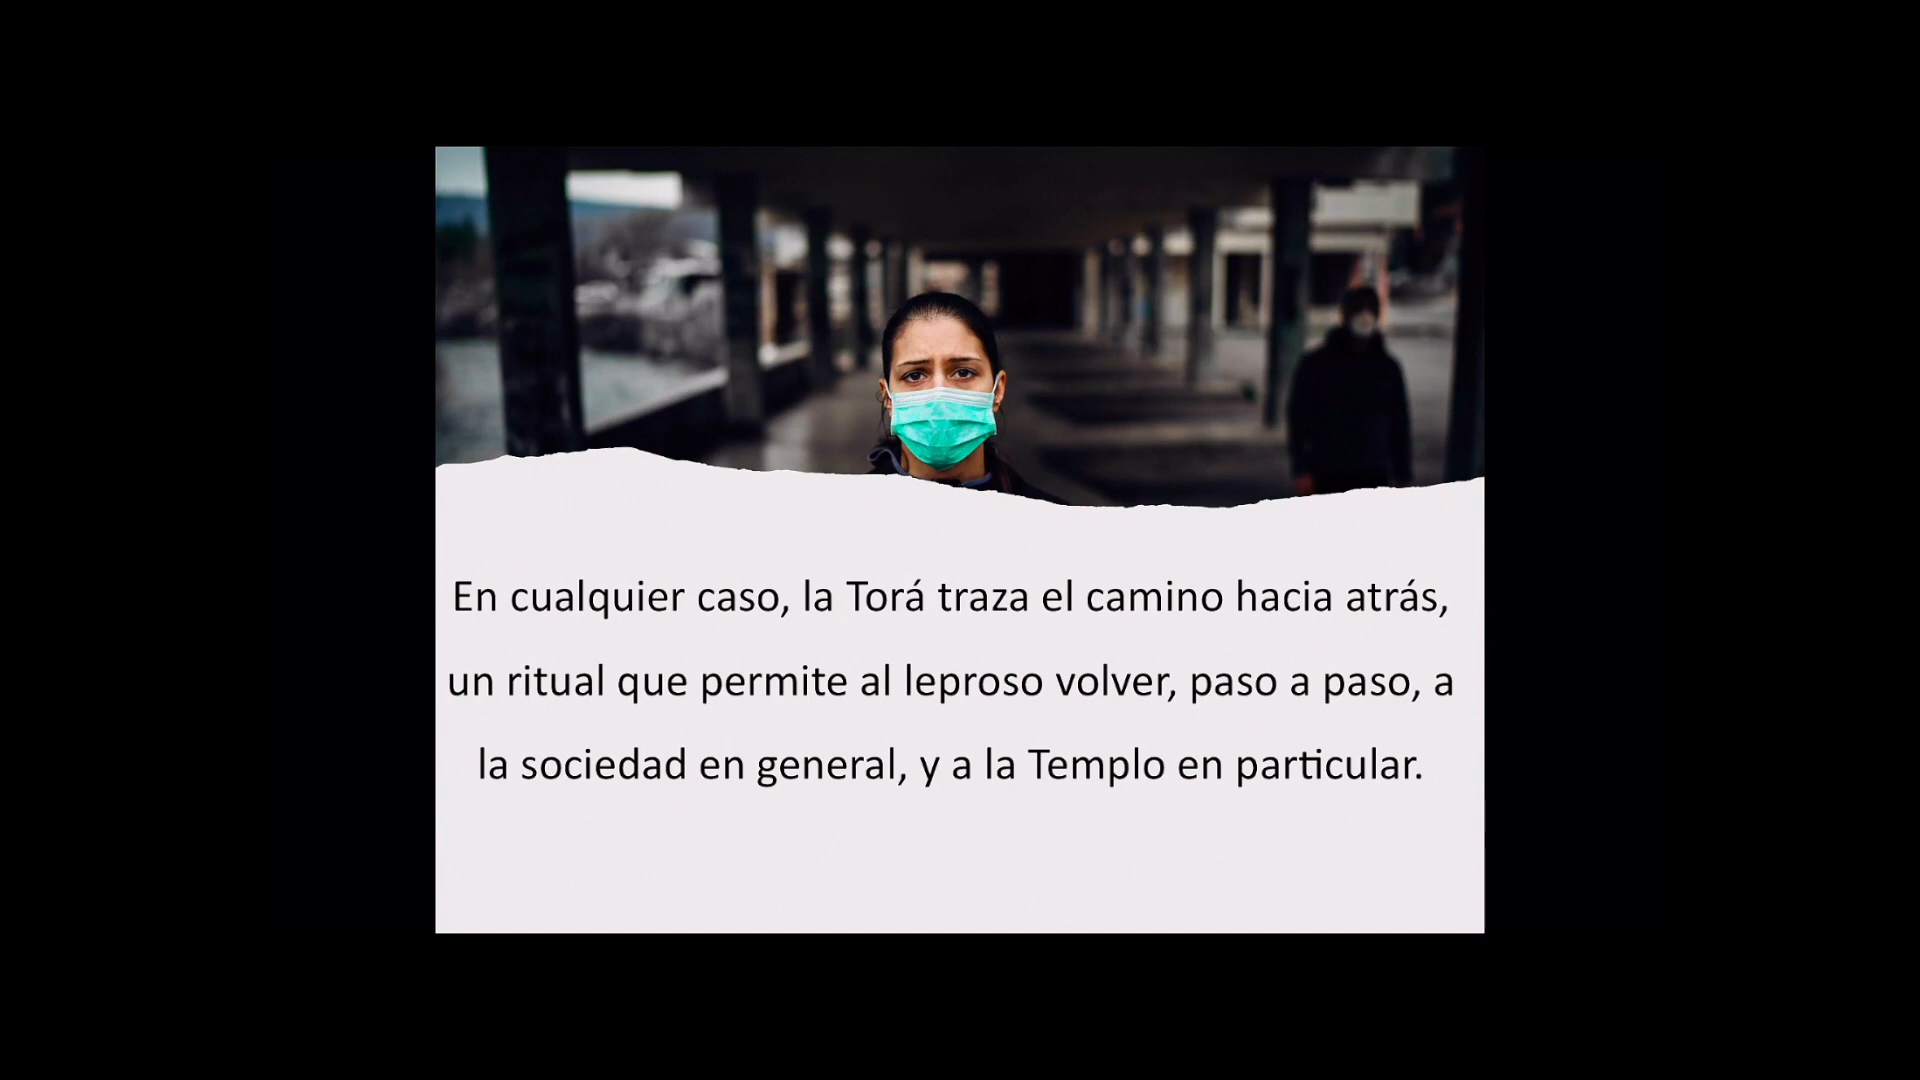 En cualquier caso, la Torá traza el camino hacia atrás,
un ritual que permite al leproso volver, paso a paso, a
la sociedad en general, y a la Templo en particular.